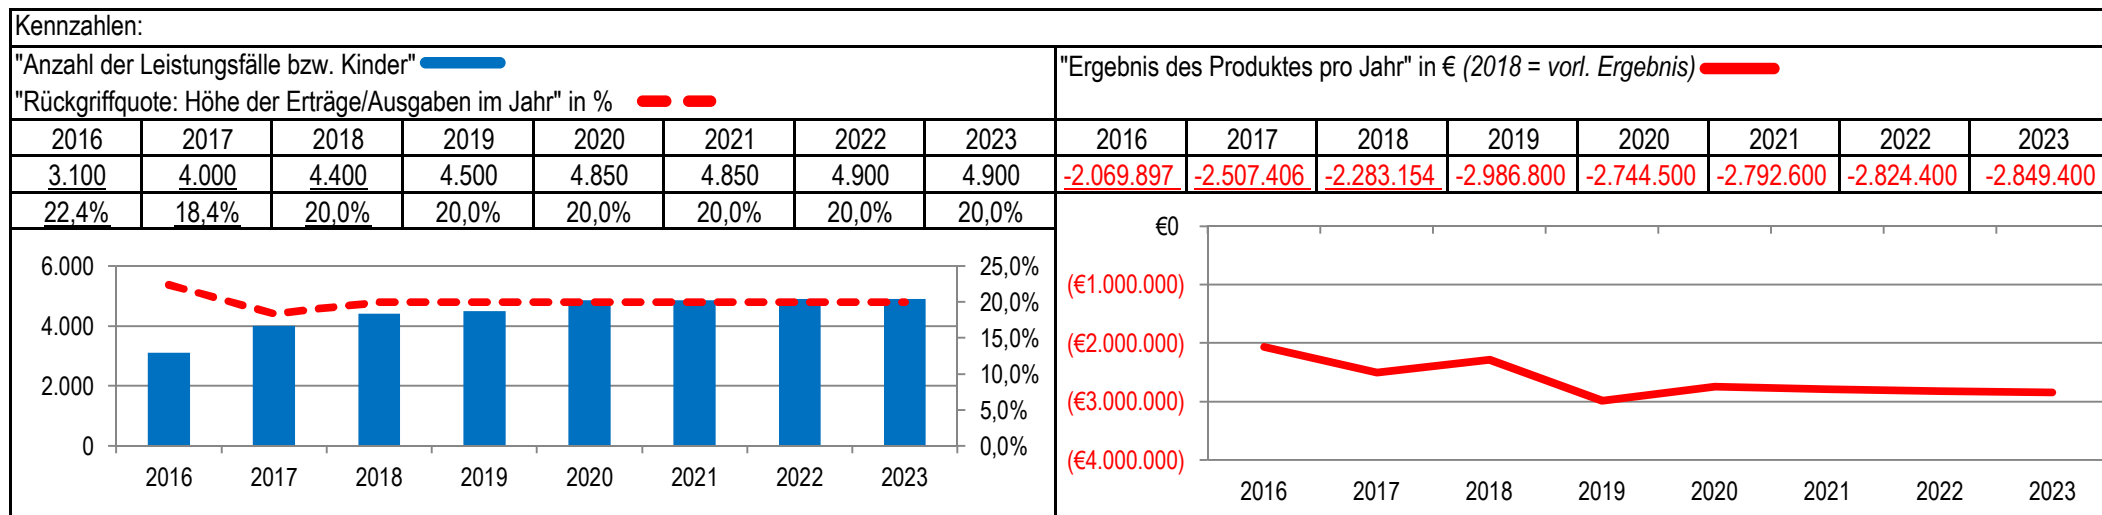 Kennzahlen:
"Anzahl der Leistungsfälle bzw. Kinder"
"Rückgriffquote: Höhe der Erträge/Ausgaben im Jahr" in %
2016 2017 2018 2019 2020 2021 2022 2023
3.100 4.000 4.400 4.500 4.850 4.850 4.900 4.900
22,4% 18,4% 20,0% 20,0% 20,0% 20,0% 20,0% 20,0%
6.000 25,0%
20,0%
4.000
15,0%
2.000 10,0%
5,0%
0 0,0%
2016 2017 2018 2019 2020 2021 2022 2023
"Ergebnis des Produktes pro Jahr" in € (2018 = vorl. Ergebnis)
2016 2017 2018 2019 2020 2021 2022 2023
-2.069.897 -2.507.406 -2.283.154 -2.986.800 -2.744.500 -2.792.600 -2.824.400 -2.849.400
€0
(€1.000.000)
(€2.000.000)
(€3.000.000)
(€4.000.000)
2016 2017 2018 2019 2020 2021 2022 2023